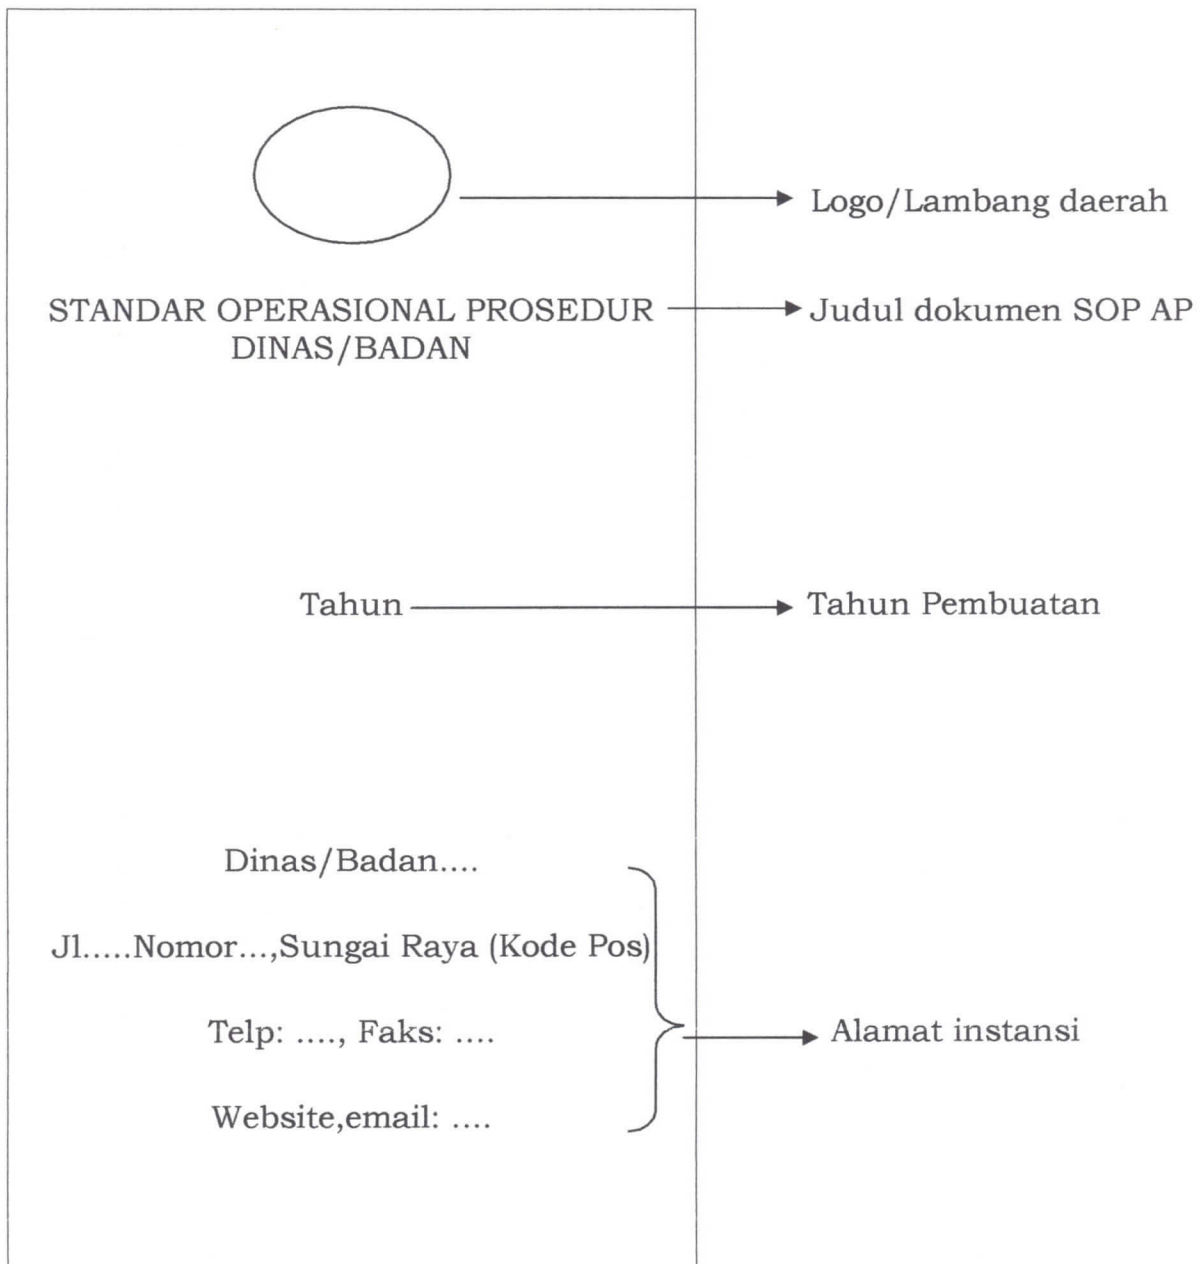 Logo/Lambang daerah
STANDAR OPERASIONAL PROSEDUR
DINAS/BADAN
Judul dokumen SOP AP
Tahun
Tahun Pembuatan
Dinas/Badan....
Jl.....Nomor...,Sungai Raya (Kode Pos)
Telp: ...., Faks: ....
Website,email: ....
Alamat instansi